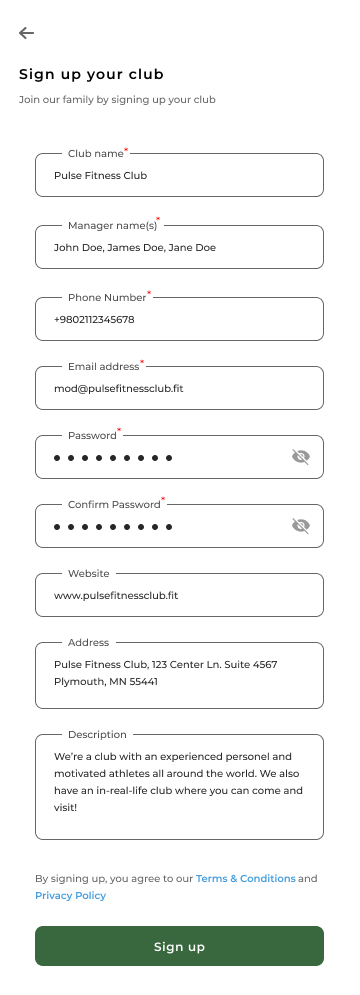 Sign up your club
Join our family by signing up your club
Club name*
Pulse Fitness Club
Manager name(s)*
John Doe, James Doe, Jane Doe
Phone Number*
+9802112345678
Email address*
mod@pulsefitnessclub.fit
Password*
Confirm Password*
Website
www.pulsefitnessclub.fit
Address
Pulse Fitness Club, 123 Center Ln. Suite 4567
Plymouth, MN 55441
Description
We’re a club with an experienced personel and
motivated athletes all around the world. We also
have an in-real-life club where you can come and
visit!
By signing up, you agree to our Terms & Conditions and
Privacy Policy
Sign up